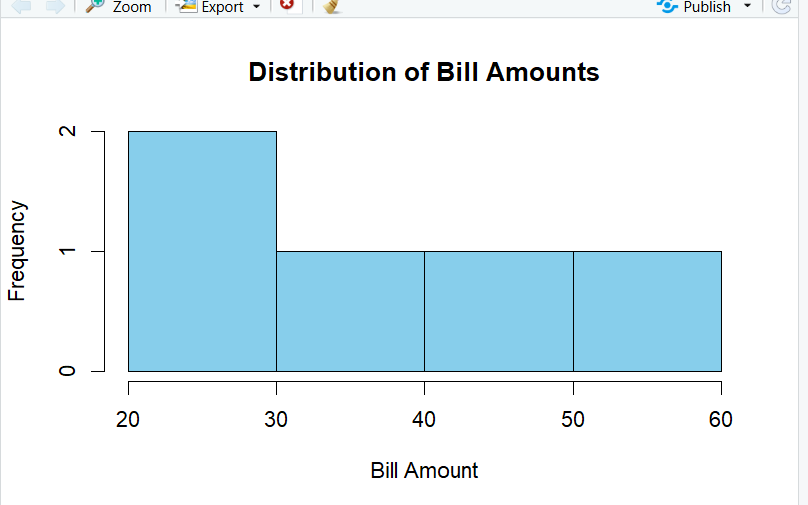 Zoom Export Publish
Distribution of Bill Amounts
Frequency
2
1
0
20 30 40 50 60
Bill Amount